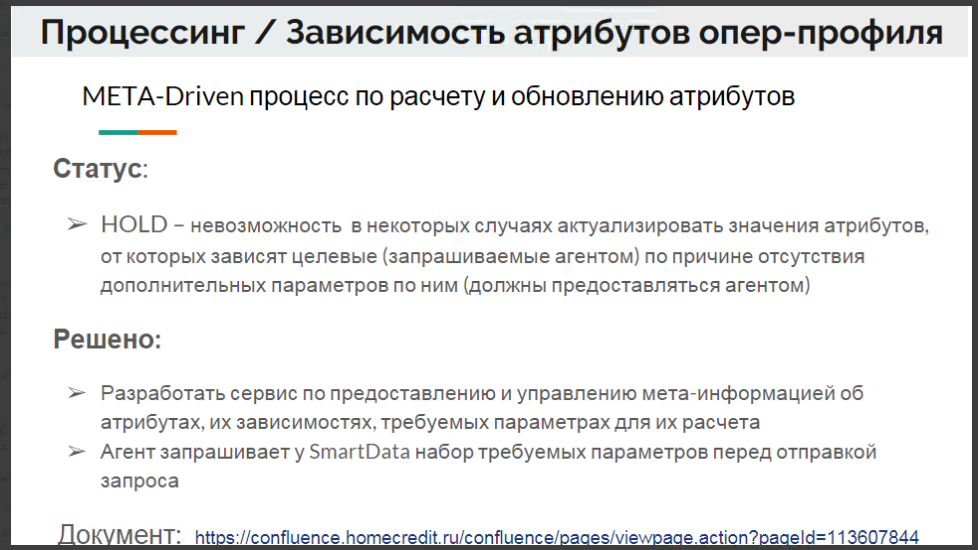 Процессинг / Зависимость атрибутов опер-профиля
META-Driven процесс по расчету и обновлению атрибутов
Статус:
➢ HOLD – невозможность в некоторых случаях актуализировать значения атрибутов,
от которых зависят целевые (запрашиваемые агентом) по причине отсутствия
дополнительных параметров по ним (должны предоставляться агентом)
Решено:
➢ Разработать сервис по предоставлению и управлению мета-информацией об
атрибутах, их зависимостях, требуемых параметрах для их расчета
➢ Агент запрашивает у SmartData набор требуемых параметров перед отправкой
запроса
Документ: https://confluence.homecredit.ru/confluence/pages/viewpage.action?pageId=113607844